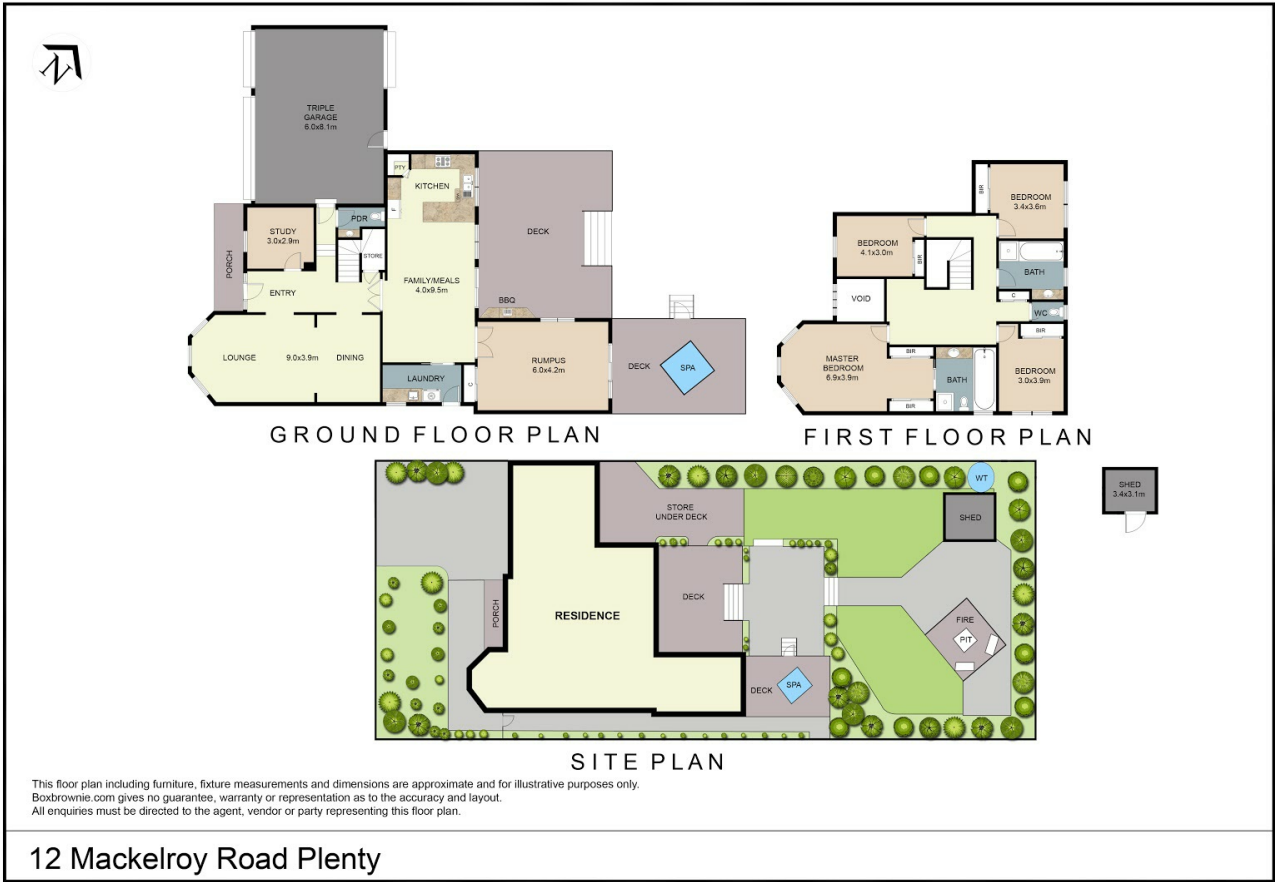 N
TRIPLE
GARAGE
6.0x8.1m
PTY
KITCHEN
F
PDR
STUDY
3.0x2.9m
STORE
PORCH
DECK
ENTRY
FAMILY/MEALS
4.0x9.5m
BBQ
LOUNGE
9.0x3.9m
DINING
LAUNDRY
C
RUMPUS
6.0x4.2m
DECK
SPA
GROUND FLOOR PLAN
BIR
BEDROOM
3.4x3.6m
BEDROOM
4.1x3.0m
BIR
BATH
VOID
C
WC
BIR
MASTER
BEDROOM
6.9x3.9m
BIR
BATH
BIR
BEDROOM
3.0x3.9m
FIRST FLOOR PLAN
STORE
UNDER DECK
WT
SHED
SHED
3.4x3.1m
PORCH
RESIDENCE
DECK
FIRE
PIT
DECK
SPA
SITE PLAN
This floor plan including furniture, fixture measurements and dimensions are approximate and for illustrative purposes only.
Boxbrownie.com gives no guarantee, warranty or representation as to the accuracy and layout.
All enquiries must be directed to the agent, vendor or party representing this floor plan.
12 Mackelroy Road Plenty